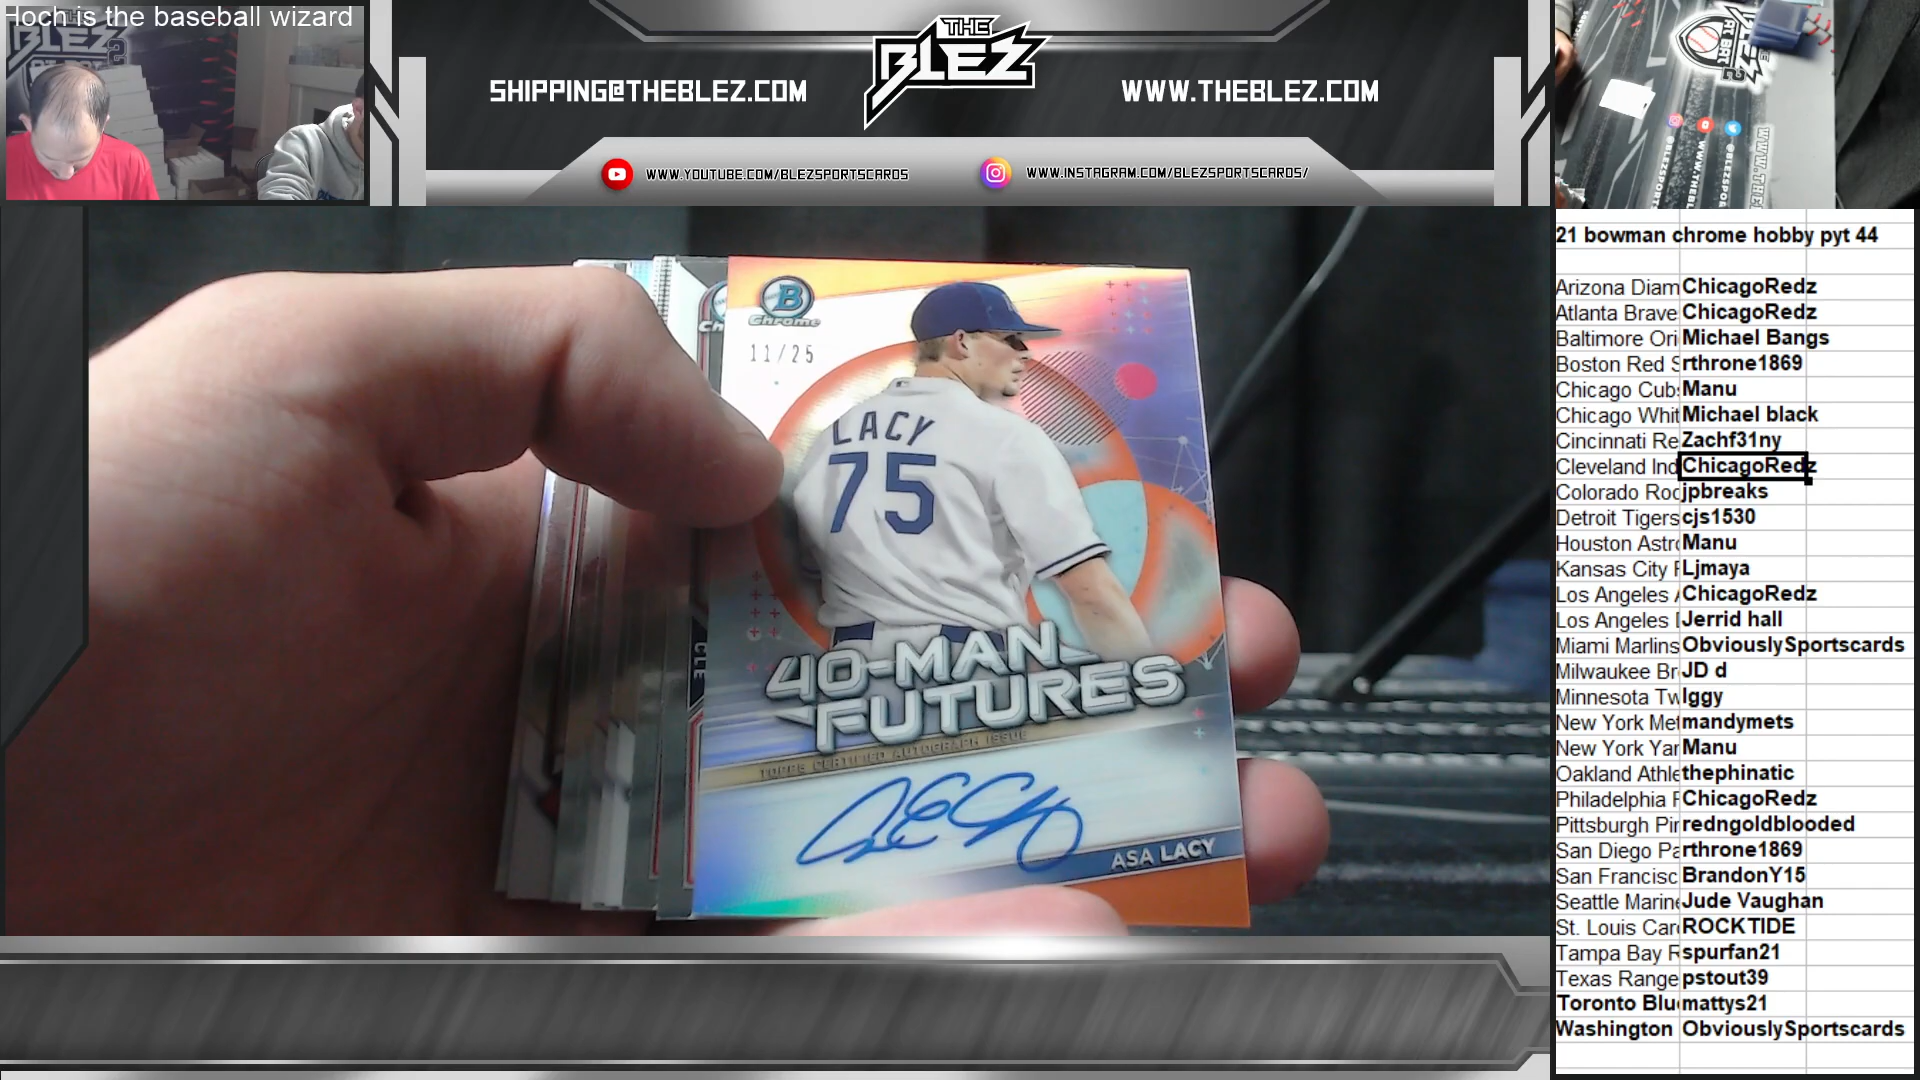 Hoch is the baseball wizard
THE
BLEZ
SHIPPING@THEBLEZ.COM
WWW.THEBLEZ.COM
WWW.YOUTUBE.COM/BLEZSPORTSCARDS
WWW.INSTAGRAM.COM/BLEZSPORTSCARDS/
B
Chrome
11/25
LACY
75
40-MAN
FUTURES
TOPPS CERTIFIED AUTOGRAPH ISSUE
ASA LACY
CLE
21 bowman chrome hobby pyt 44
Arizona Diam ChicagoRedz
Atlanta Brave ChicagoRedz
Baltimore Ori Michael Bangs
Boston Red S rthrone1869
Chicago Cubs Manu
Chicago Whit Michael black
Cincinnati Re Zachf31ny
Cleveland Ind ChicagoRedz
Colorado Roc jpbreaks
Detroit Tigers cjs1530
Houston Astro Manu
Kansas City R Ljmaya
Los Angeles A ChicagoRedz
Los Angeles D Jerrid hall
Miami Marlins ObviouslySportscards
Milwaukee Br JD d
Minnesota Tw Iggy
New York Met mandymets
New York Yan Manu
Oakland Athle thephinatic
Philadelphia P ChicagoRedz
Pittsburgh Pir redngoldblooded
San Diego Pa rthrone1869
San Francisc BrandonY15
Seattle Marine Jude Vaughan
St. Louis Card ROCKTIDE
Tampa Bay R spurfan21
Texas Range pstout39
Toronto Blue mattys21
Washington ObviouslySportscards